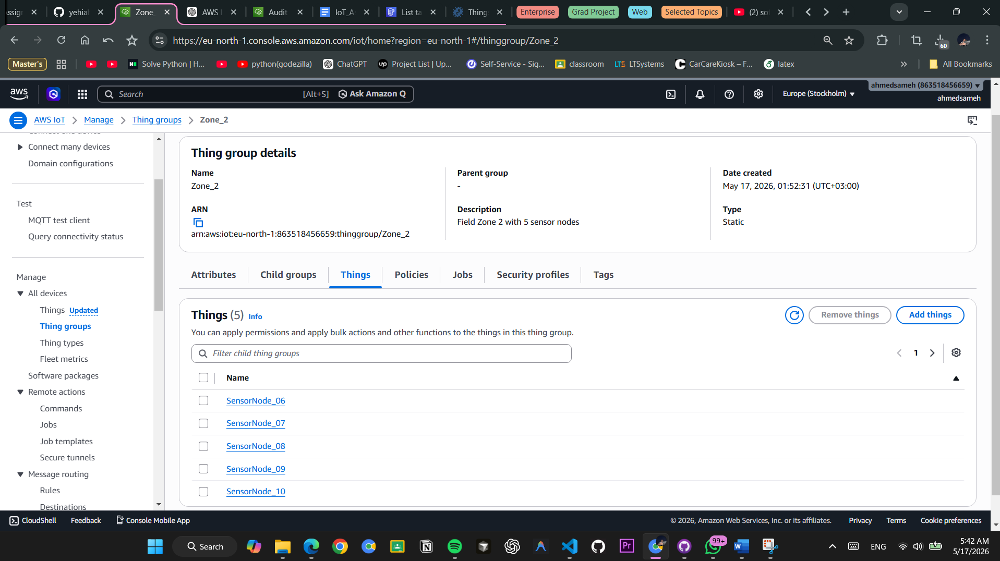 ssig
yehia
Zone_
AWS
Audit
IoT_A
List ta
Thing
Enterprise
Grad Project
Web
Selected Topics
(2) so
https://eu-north-1.console.aws.amazon.com/iot/home?region=eu-north-1#/thinggroup/Zone_2
60
Master's
Solve Python | H...
python(godezilla)
ChatGPT
Project List | Up...
Self-Service - Sig...
classroom
LTS LTSystems
CarCareKiosk – F...
latex
All Bookmarks
aws
Search
[Alt+S]
Ask Amazon Q
Europe (Stockholm)
ahmedsameh (863518456659)
ahmedsameh
AWS IoT
Manage
Thing groups
Zone_2
Connect one device
Connect many devices
Domain configurations
Test
MQTT test client
Query connectivity status
Manage
All devices
Things Updated
Thing groups
Thing types
Fleet metrics
Software packages
Remote actions
Commands
Jobs
Job templates
Secure tunnels
Message routing
Rules
Destinations
Thing group details
Name
Zone_2
ARN
arn:aws:iot:eu-north-1:863518456659:thinggroup/Zone_2
Parent group
-
Description
Field Zone 2 with 5 sensor nodes
Date created
May 17, 2026, 01:52:31 (UTC+03:00)
Type
Static
Attributes
Child groups
Things
Policies
Jobs
Security profiles
Tags
Things (5) Info
Remove things
Add things
You can apply permissions and apply bulk actions and other functions to the things in this thing group.
Filter child thing groups
1
Name
SensorNode_06
SensorNode_07
SensorNode_08
SensorNode_09
SensorNode_10
CloudShell
Feedback
Console Mobile App
© 2026, Amazon Web Services, Inc. or its affiliates.
Privacy
Terms
Cookie preferences
Search
Pr
99+
ENG
5:42 AM
5/17/2026